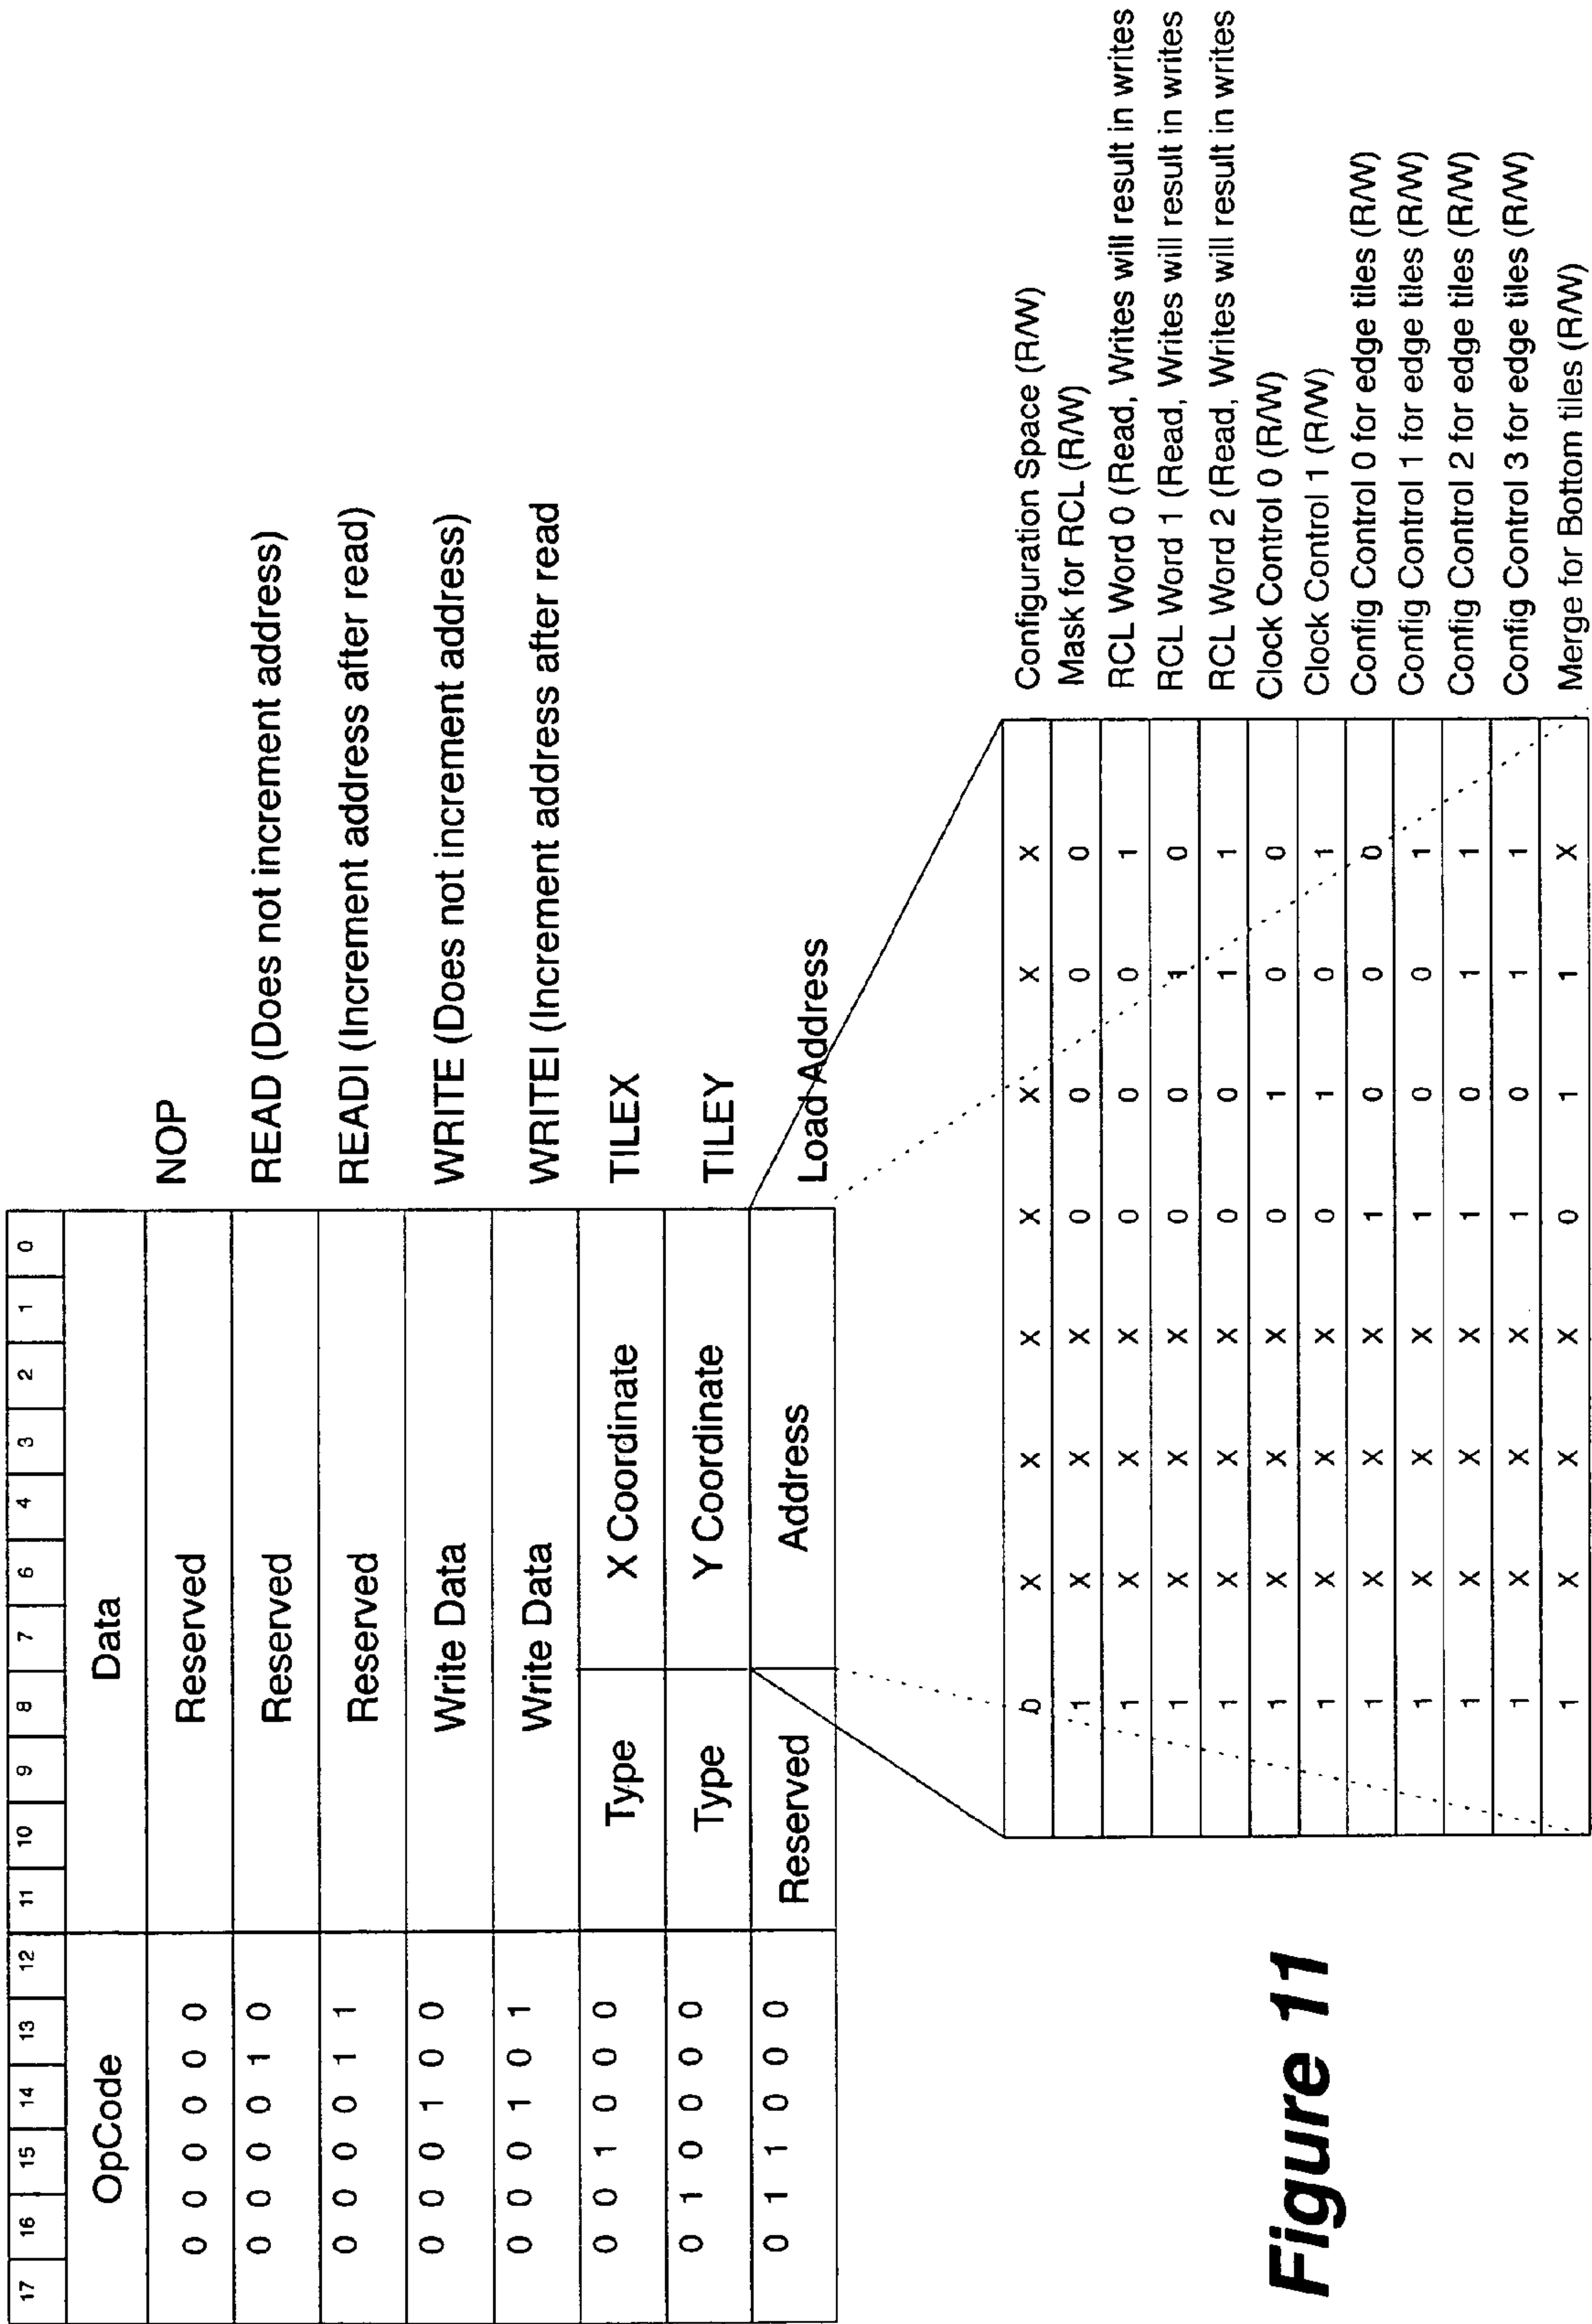 17 16 15 14 13 12 11 10 9 8 7 6 4 3 2 1 0
OpCode Data
0 0 0 0 0 0 Reserved NOP
0 0 0 0 1 0 Reserved READ (Does not increment address)
0 0 0 0 1 1 Reserved READI (Increment address after read)
0 0 0 1 0 0 Write Data WRITE (Does not increment address)
0 0 0 1 0 1 Write Data WRITEI (Increment address after read
0 0 1 0 0 0 Type X Coordinate TILEX
0 1 0 0 0 0 Type Y Coordinate TILEY
0 1 1 0 0 0 Reserved Address Load Address
0 X X X X X X X Configuration Space (R/W)
1 X X X 0 0 0 0 Mask for RCL (R/W)
1 X X X 0 0 0 1 RCL Word 0 (Read, Writes will result in writes
1 X X X 0 0 1 0 RCL Word 1 (Read, Writes will result in writes
1 X X X 0 0 1 1 RCL Word 2 (Read, Writes will result in writes
1 X X X 0 1 0 0 Clock Control 0 (R/W)
1 X X X 0 1 0 1 Clock Control 1 (R/W)
1 X X X 1 0 0 0 Config Control 0 for edge tiles (R/W)
1 X X X 1 0 0 1 Config Control 1 for edge tiles (R/W)
1 X X X 1 0 1 1 Config Control 2 for edge tiles (R/W)
1 X X X 1 0 1 1 Config Control 3 for edge tiles (R/W)
1 X X X 0 1 1 X Merge for Bottom tiles (R/W)
Figure 11